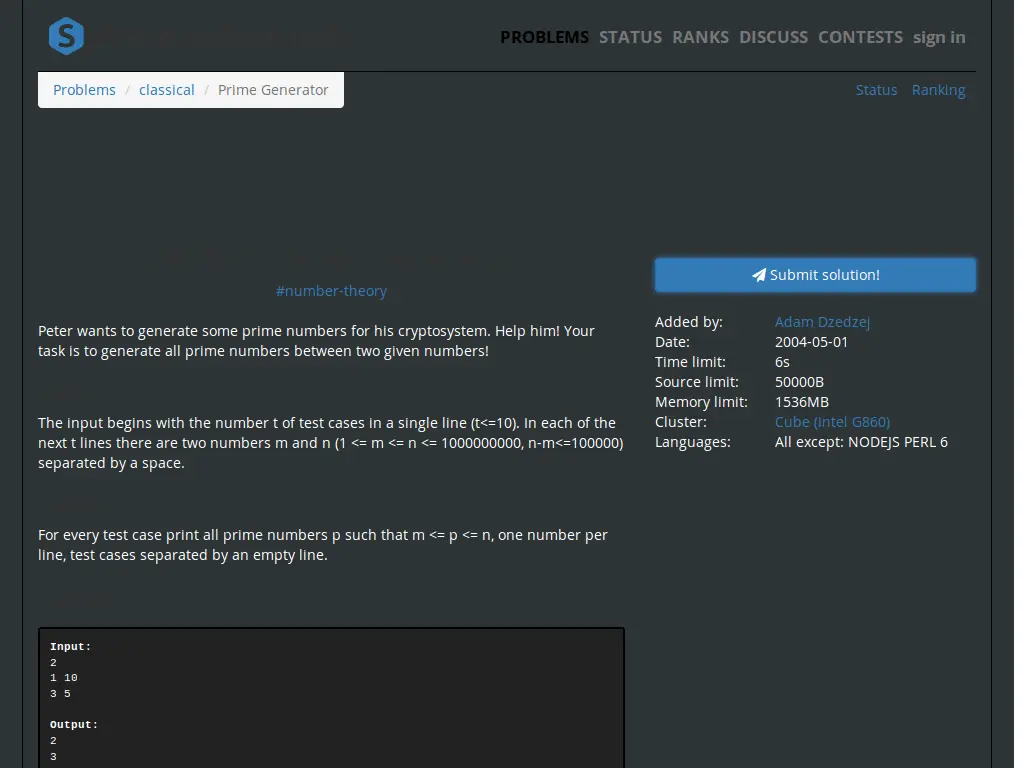 S
PROBLEMS STATUS RANKS DISCUSS CONTESTS sign in
Problems / classical / Prime Generator
Status Ranking
#number-theory
Submit solution!
Peter wants to generate some prime numbers for his cryptosystem. Help him! Your
task is to generate all prime numbers between two given numbers!
The input begins with the number t of test cases in a single line (t<=10). In each of the
next t lines there are two numbers m and n (1 <= m <= n <= 1000000000, n-m<=100000)
separated by a space.
For every test case print all prime numbers p such that m <= p <= n, one number per
line, test cases separated by an empty line.
Input:
2
1 10
3 5
Output:
2
3
Added by: Adam Dzedzej
Date: 2004-05-01
Time limit: 6s
Source limit: 50000B
Memory limit: 1536MB
Cluster: Cube (Intel G860)
Languages: All except: NODEJS PERL 6